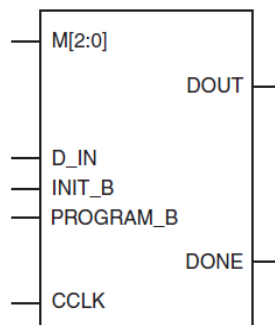 M[2:0]
DOUT
D_IN
INIT_B
PROGRAM_B
DONE
CCLK